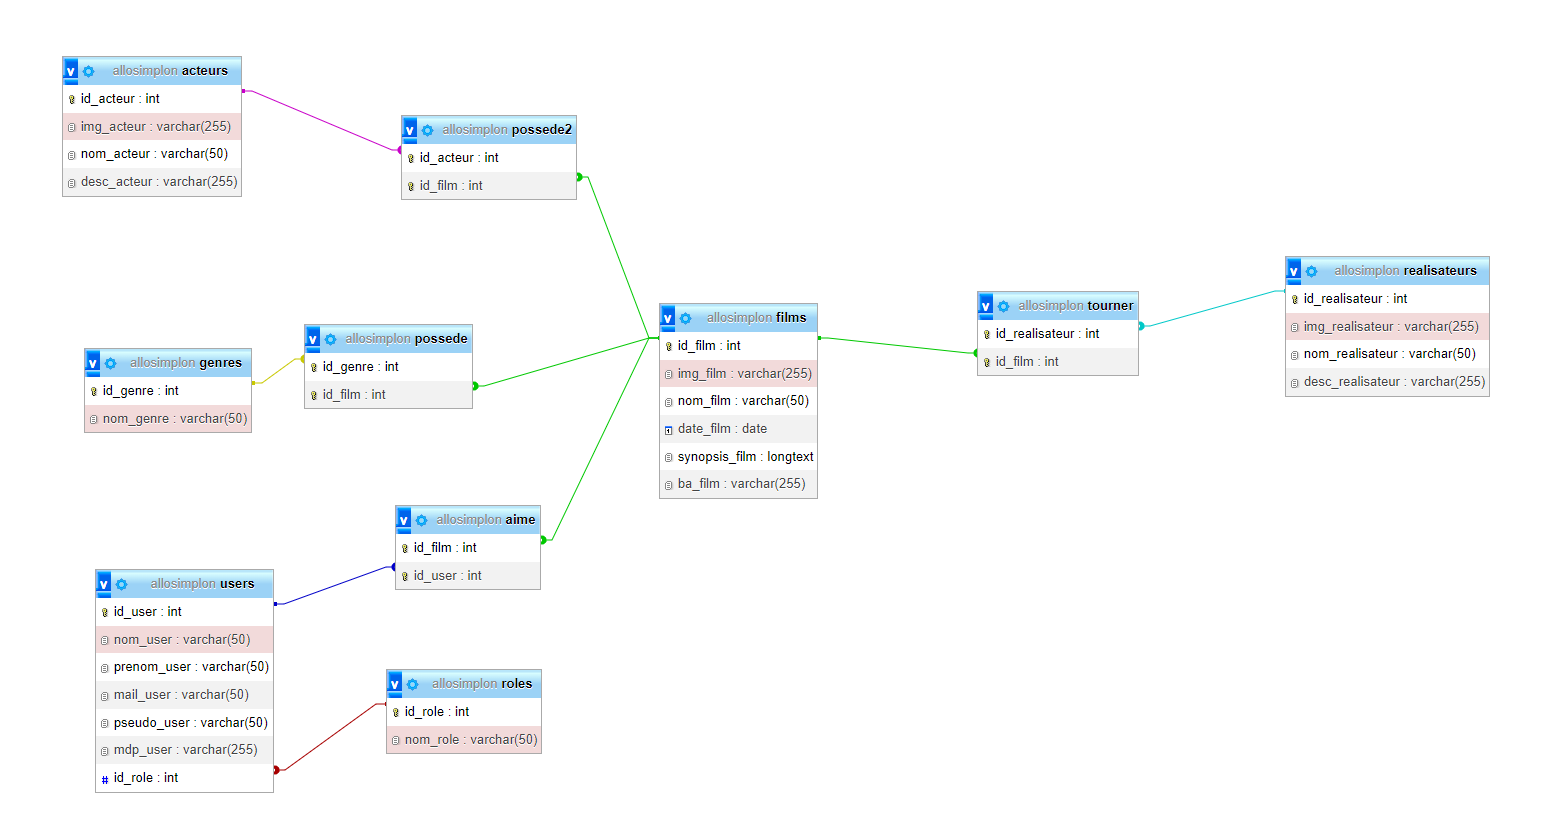 allosimplon acteurs
id_acteur : int
img_acteur : varchar(255)
nom_acteur : varchar(50)
desc_acteur : varchar(255)
allosimplon possede2
id_acteur : int
id_film : int
allosimplon genres
id_genre : int
nom_genre : varchar(50)
allosimplon possede
id_genre : int
id_film : int
allosimplon films
id_film : int
img_film : varchar(255)
nom_film : varchar(50)
date_film : date
synopsis_film : longtext
ba_film : varchar(255)
allosimplon tourner
id_realisateur : int
id_film : int
allosimplon realisateurs
id_realisateur : int
img_realisateur : varchar(255)
nom_realisateur : varchar(50)
desc_realisateur : varchar(255)
allosimplon aime
id_film : int
id_user : int
allosimplon users
id_user : int
nom_user : varchar(50)
prenom_user : varchar(50)
mail_user : varchar(50)
pseudo_user : varchar(50)
mdp_user : varchar(255)
# id_role : int
allosimplon roles
id_role : int
nom_role : varchar(50)